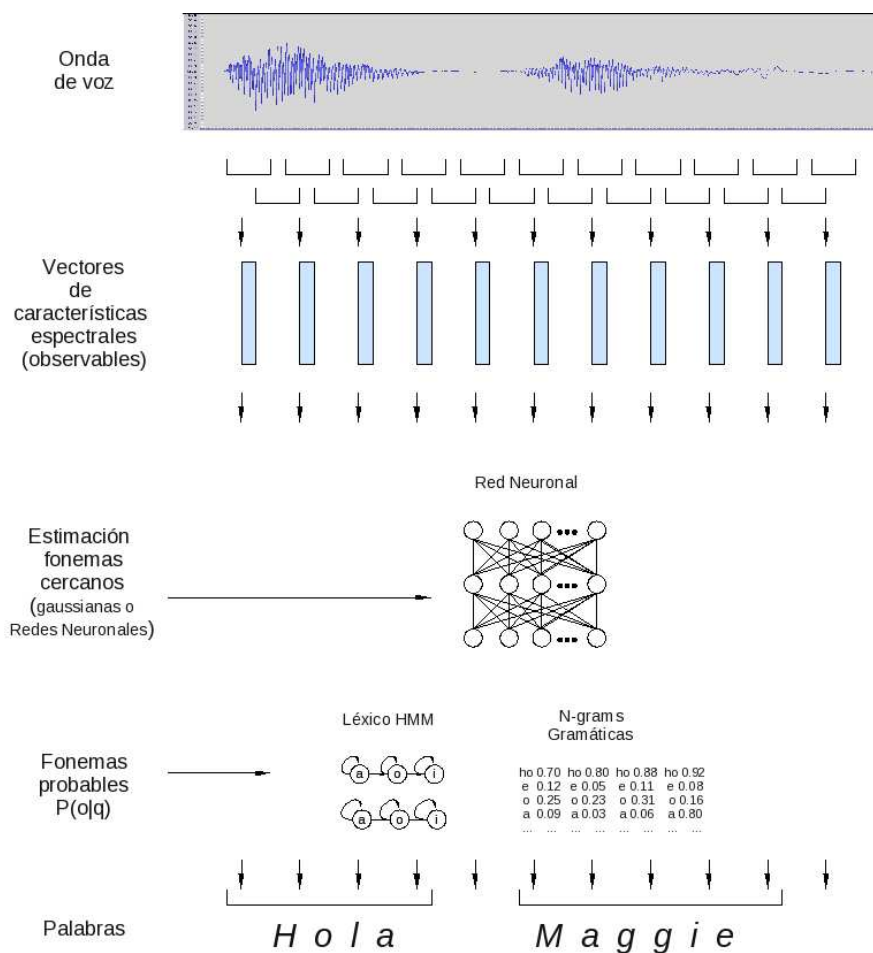 Onda
de voz
Vectores
de
características
espectrales
(observables)
Red Neuronal
Estimación
fonemas
cercanos
(gaussianas o
Redes Neuronales)
Léxico HMM
N-grams
Gramáticas
Fonemas
probables
P(o|q)
a o i
a o i
ho 0.70 ho 0.80 ho 0.88 ho 0.92
e 0.12 e 0.05 e 0.11 e 0.08
o 0.25 o 0.23 o 0.31 o 0.16
a 0.09 a 0.03 a 0.06 a 0.80
... ... ... ... ... ... ... ...
Palabras
H o l a M a g g i e